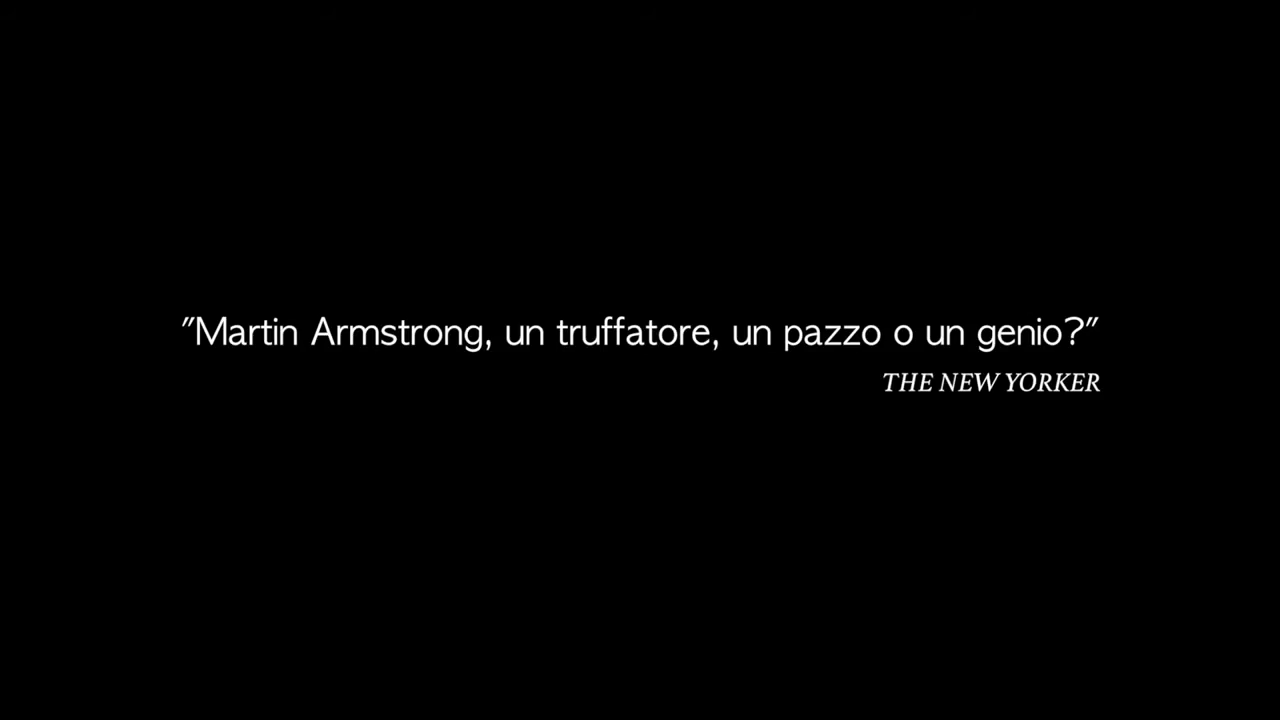 "Martin Armstrong, un truffatore, un pazzo o un genio?"
THE NEW YORKER